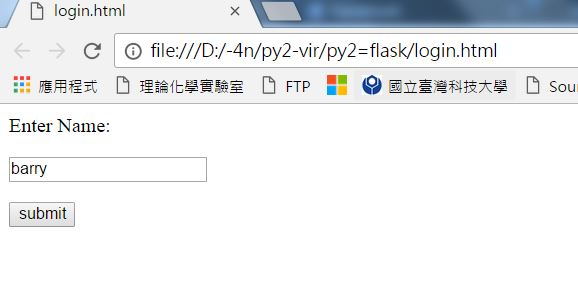 login.html
file:///D:/-4n/py2-vir/py2=flask/login.html
應用程式 理論化學實驗室 FTP 國立臺灣科技大學 Sour
Enter Name:
barry
submit